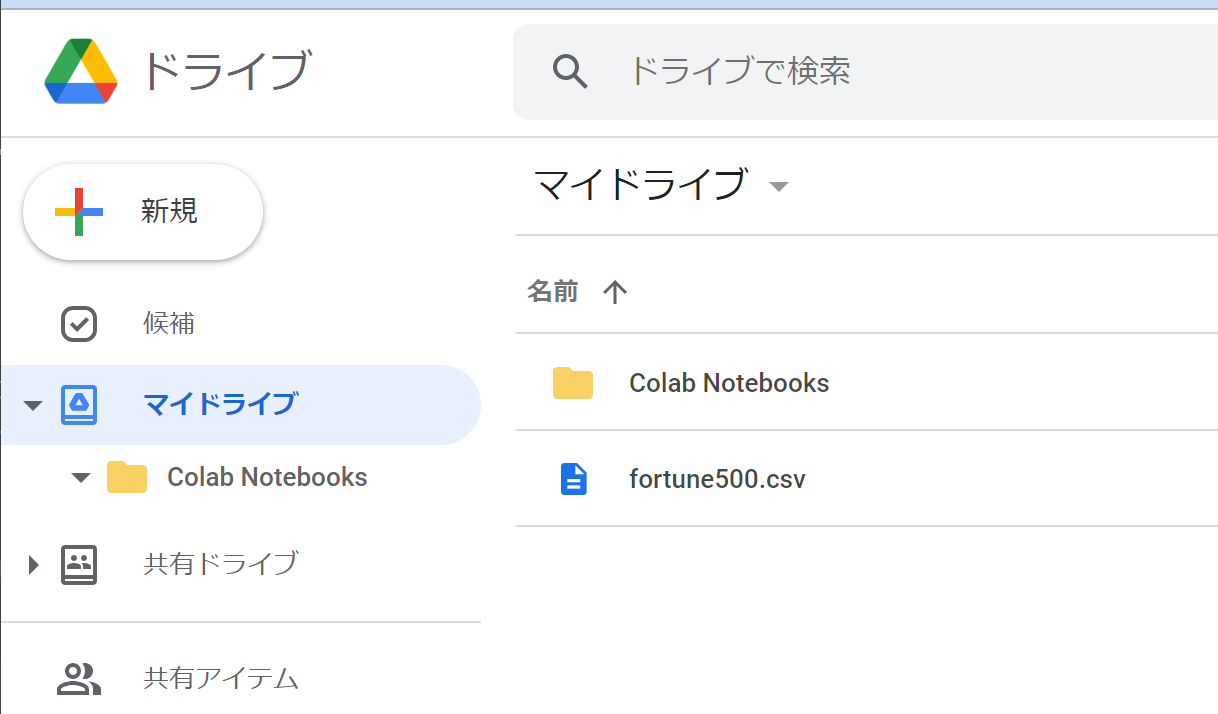 ドライブ
ドライブで検索
新規
候補
マイドライブ
Colab Notebooks
共有ドライブ
共有アイテム
マイドライブ
名前
Colab Notebooks
fortune500.csv